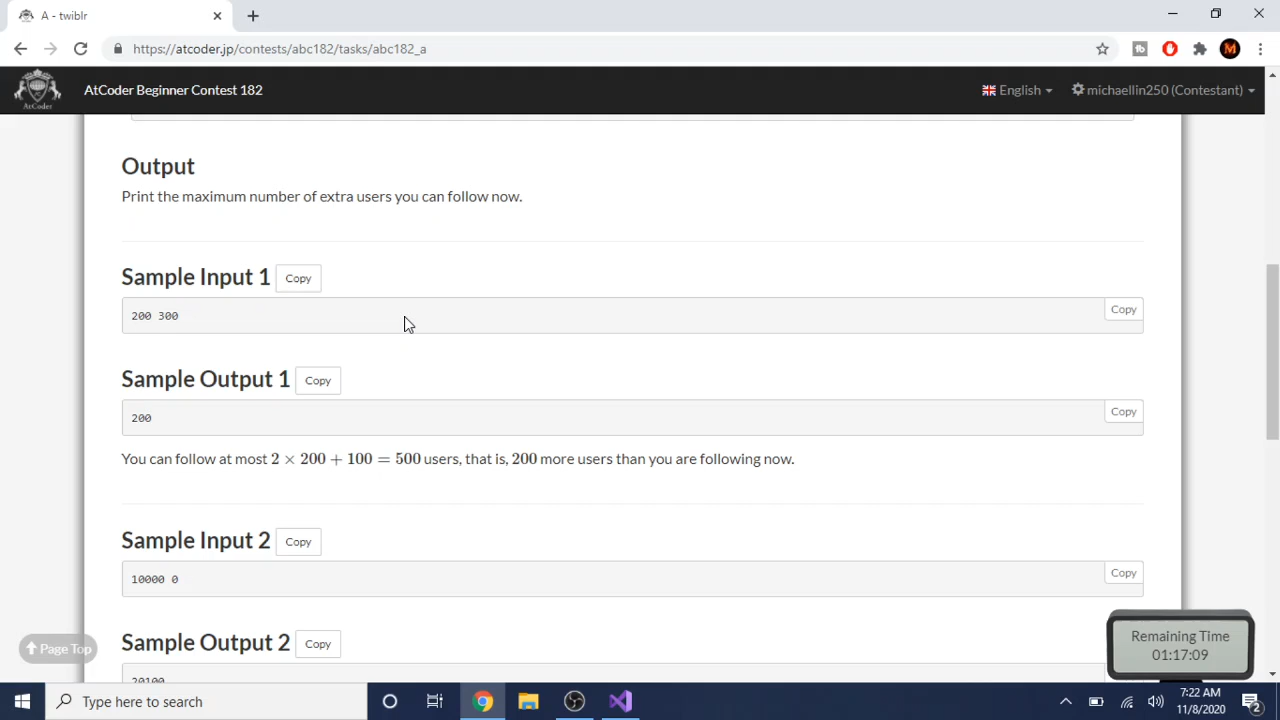 A - twiblr
https://atcoder.jp/contests/abc182/tasks/abc182_a
AtCoder Beginner Contest 182
English
michaellin250 (Contestant)
Output
Print the maximum number of extra users you can follow now.
Sample Input 1 Copy
200 300 Copy
Sample Output 1 Copy
200 Copy
You can follow at most 2 × 200 + 100 = 500 users, that is, 200 more users than you are following now.
Sample Input 2 Copy
10000 0 Copy
Sample Output 2 Copy
20100
Page Top
Remaining Time
01:17:09
Type here to search
7:22 AM
11/8/2020
2